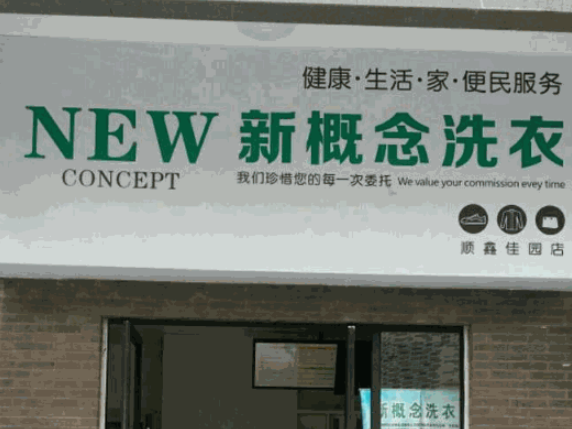 健康·生活·家·便民服务
NEW 新概念洗衣
CONCEPT
我们珍惜您的每一次委托 We value your commission evey time
顺鑫佳园店
新概念洗衣